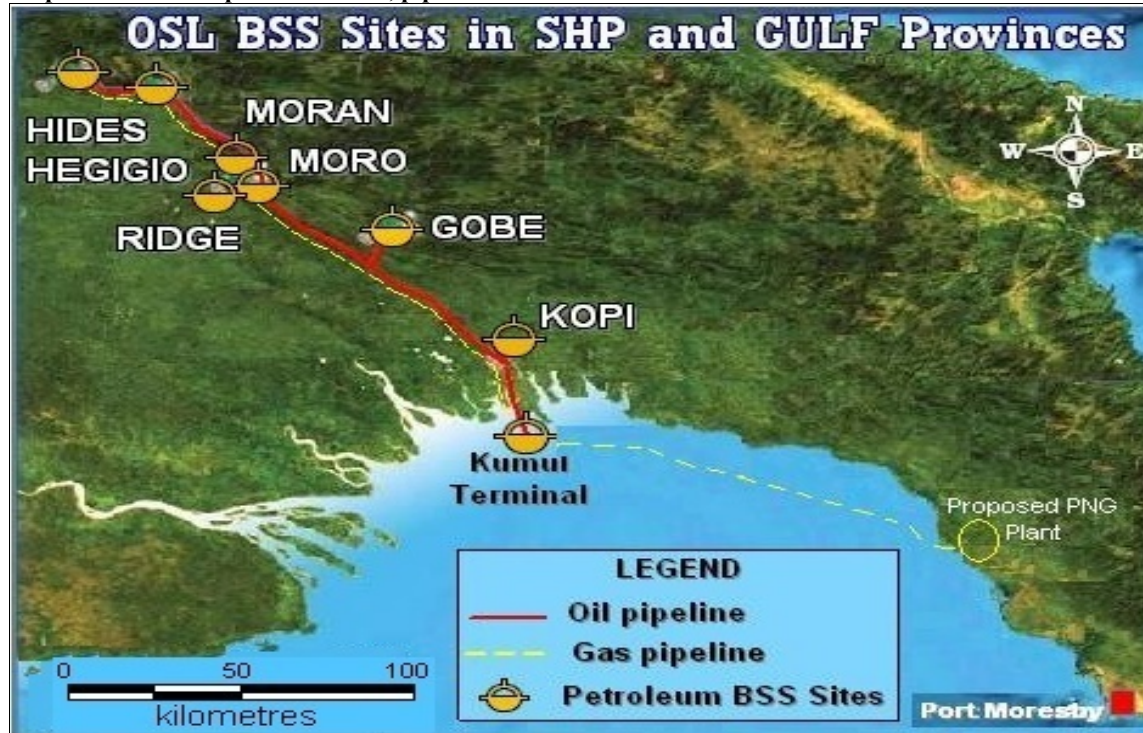 OSL BSS Sites in SHP and GULF Provinces
N
W E
S
MORAN
HIDES
HEGIGIO
MORO
RIDGE
GOBE
KOPI
Kumul
Terminal
Proposed PNG
Plant
LEGEND
Oil pipeline
Gas pipeline
Petroleum BSS Sites
0 50 100
kilometres
Port Moresby